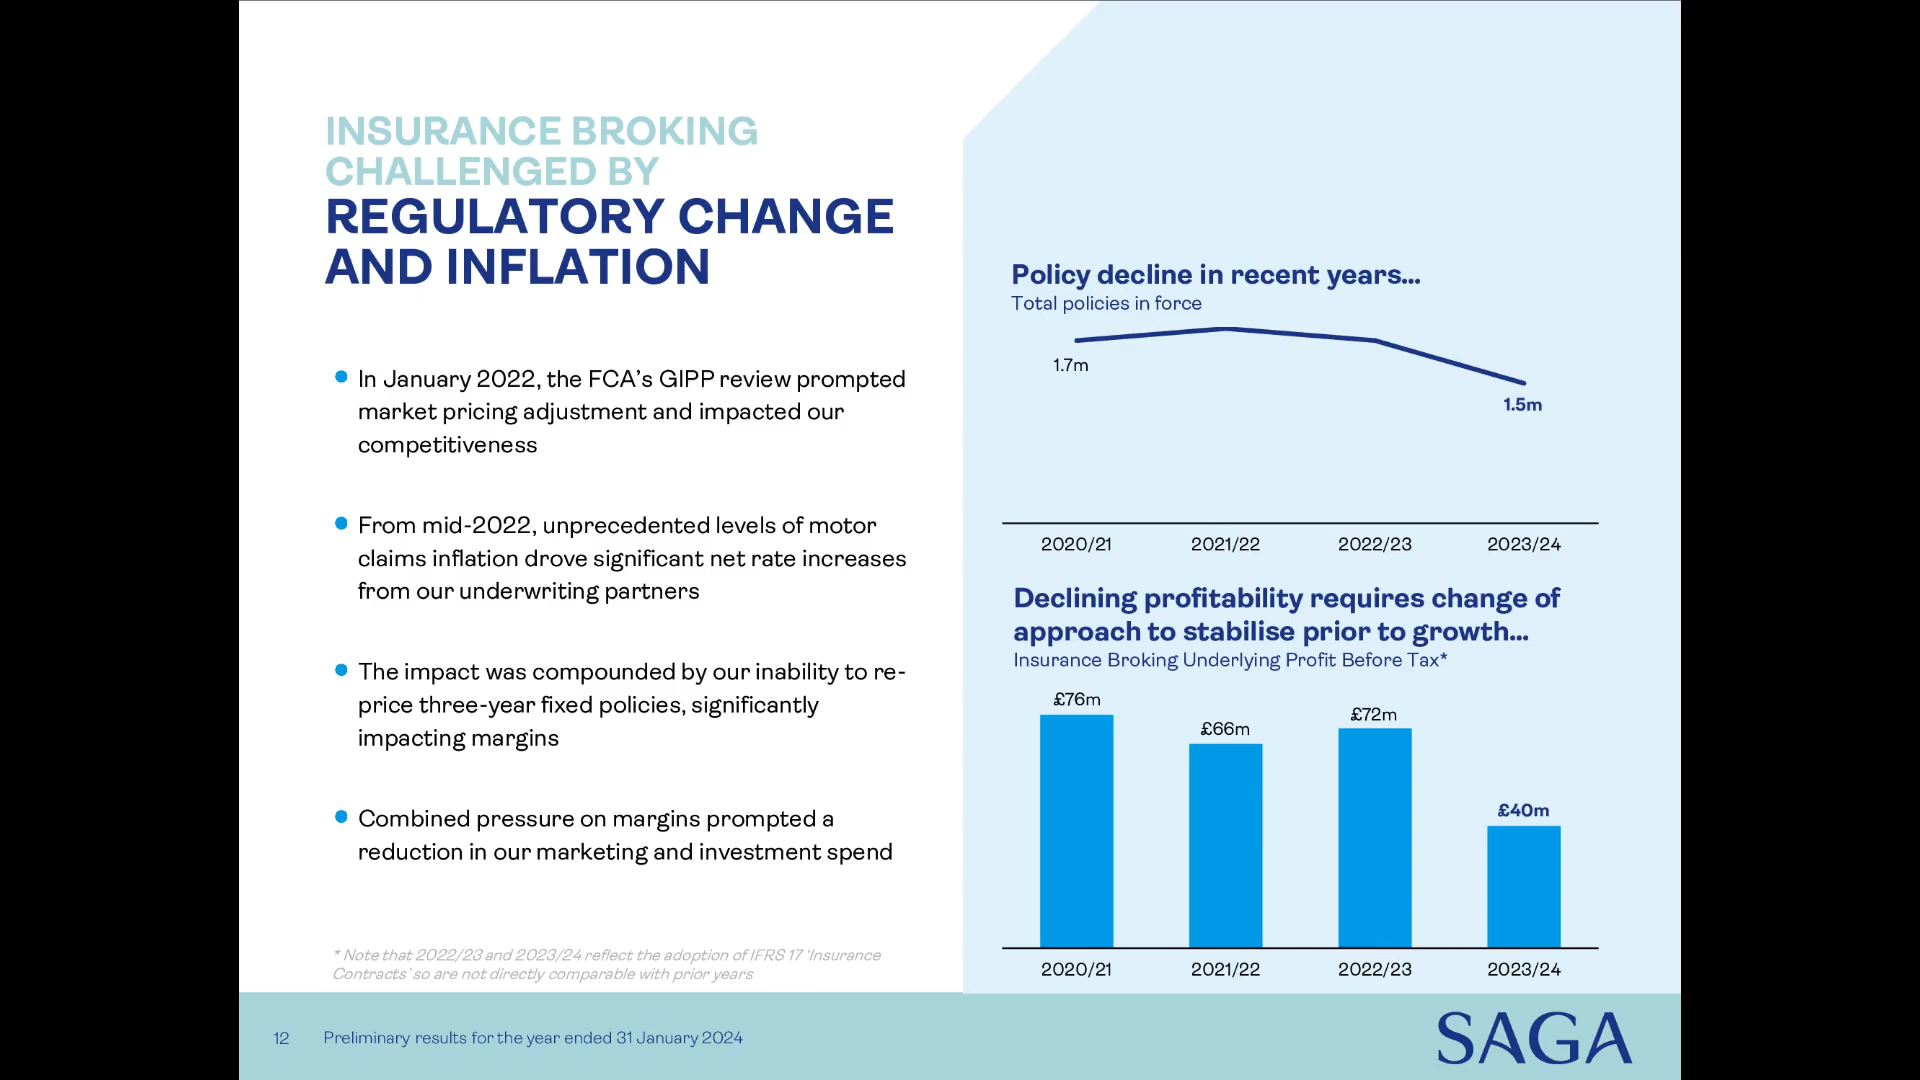 INSURANCE BROKING
CHALLENGED BY
REGULATORY CHANGE
AND INFLATION
In January 2022, the FCA's GIPP review prompted
market pricing adjustment and impacted our
competitiveness
From mid-2022, unprecedented levels of motor
claims inflation drove significant net rate increases
from our underwriting partners
The impact was compounded by our inability to re-
price three-year fixed policies, significantly
impacting margins
Combined pressure on margins prompted a
reduction in our marketing and investment spend
* Note that 2022/23 and 2023/24 reflect the adoption of IFRS 17 'Insurance
Contracts' so are not directly comparable with prior years
Policy decline in recent years...
Total policies in force
1.7m
1.5m
2020/21 2021/22 2022/23 2023/24
Declining profitability requires change of
approach to stabilise prior to growth...
Insurance Broking Underlying Profit Before Tax*
£76m £66m £72m £40m
2020/21 2021/22 2022/23 2023/24
12 Preliminary results for the year ended 31 January 2024
SAGA